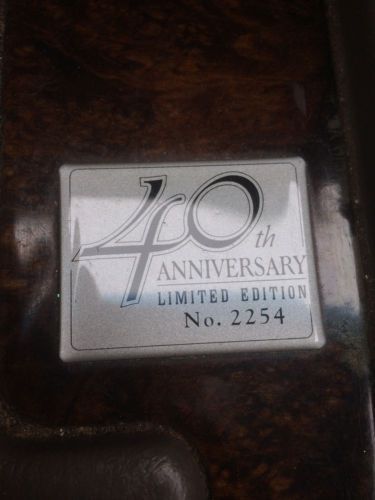 40th
ANNIVERSARY
LIMITED EDITION
No. 2254